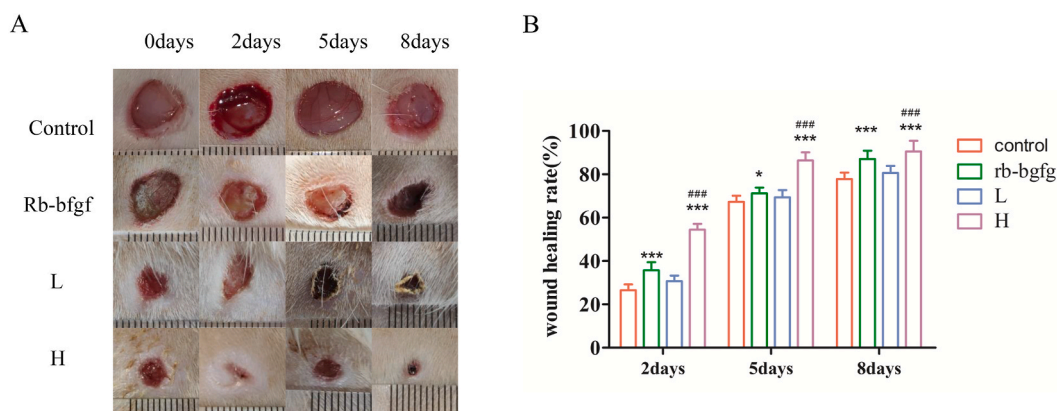 A
0days 2days 5days 8days
Control
Rb-bfgf
L
H
B
wound healing rate(%)
100
80
60
40
20
0
***
###
***
*
###
***
***
###
***
2days 5days 8days
control
rb-bgfg
L
H